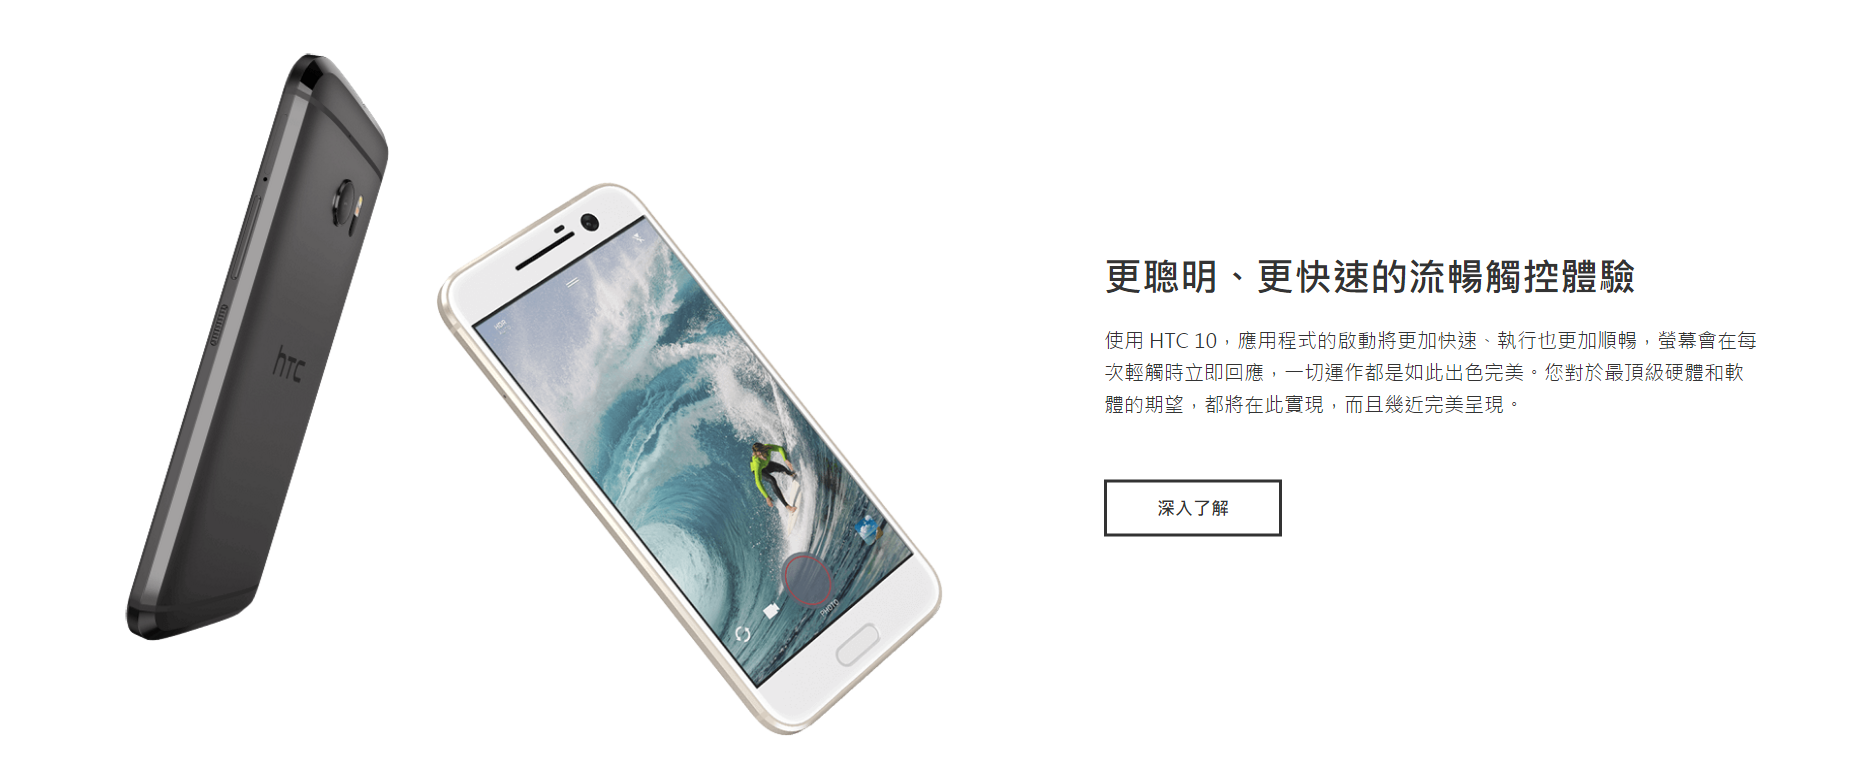 hTC
HDR
PHOTO
更聰明、更快速的流暢觸控體驗
使用 HTC 10，應用程式的啟動將更加快速、執行也更加順暢，螢幕會在每
次輕觸時立即回應，一切運作都是如此出色完美。您對於最頂級硬體和軟
體的期望，都將在此實現，而且幾近完美呈現。
深入了解